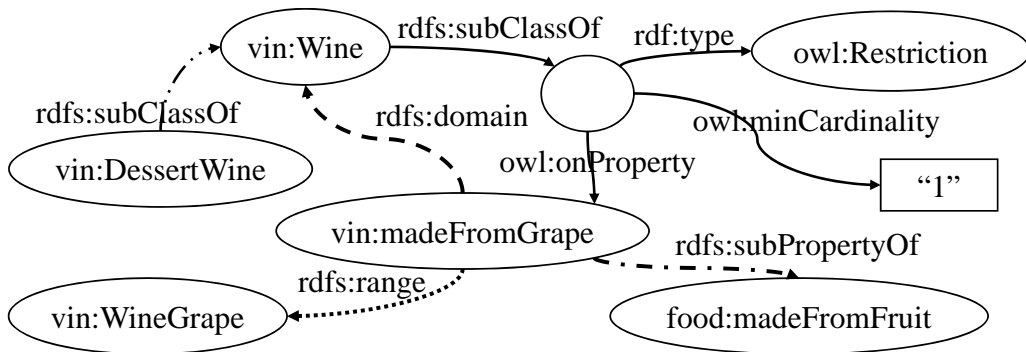 vin:Wine
rdfs:subClassOf
rdf:type
owl:Restriction
rdfs:subClassOf
rdfs:domain
owl:minCardinality
vin:DessertWine
owl:onProperty
“1”
vin:madeFromGrape
rdfs:subPropertyOf
rdfs:range
vin:WineGrape
food:madeFromFruit